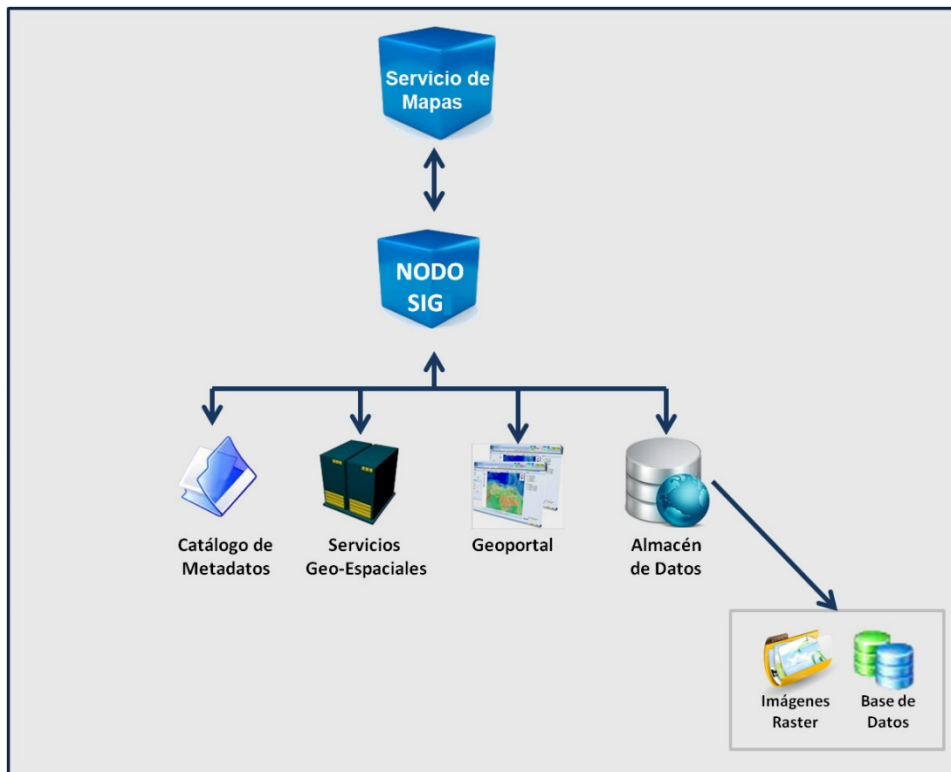 Servicio de
Mapas
NODO
SIG
Catálogo de
Metadatos
Servicios
Geo-Espaciales
Geoportal
Almacén
de Datos
Imágenes
Raster
Base de
Datos